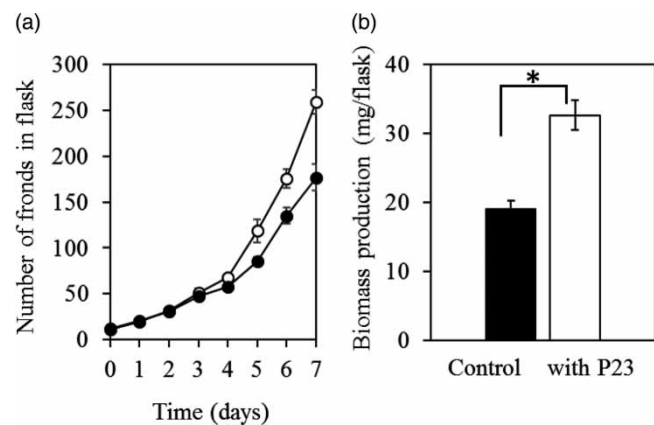 (a)
Number of fronds in flask
300
250
200
150
100
50
0
0 1 2 3 4 5 6 7
Time (days)
(b)
Biomass production (mg/flask)
40
30
20
10
0
*
Control with P23